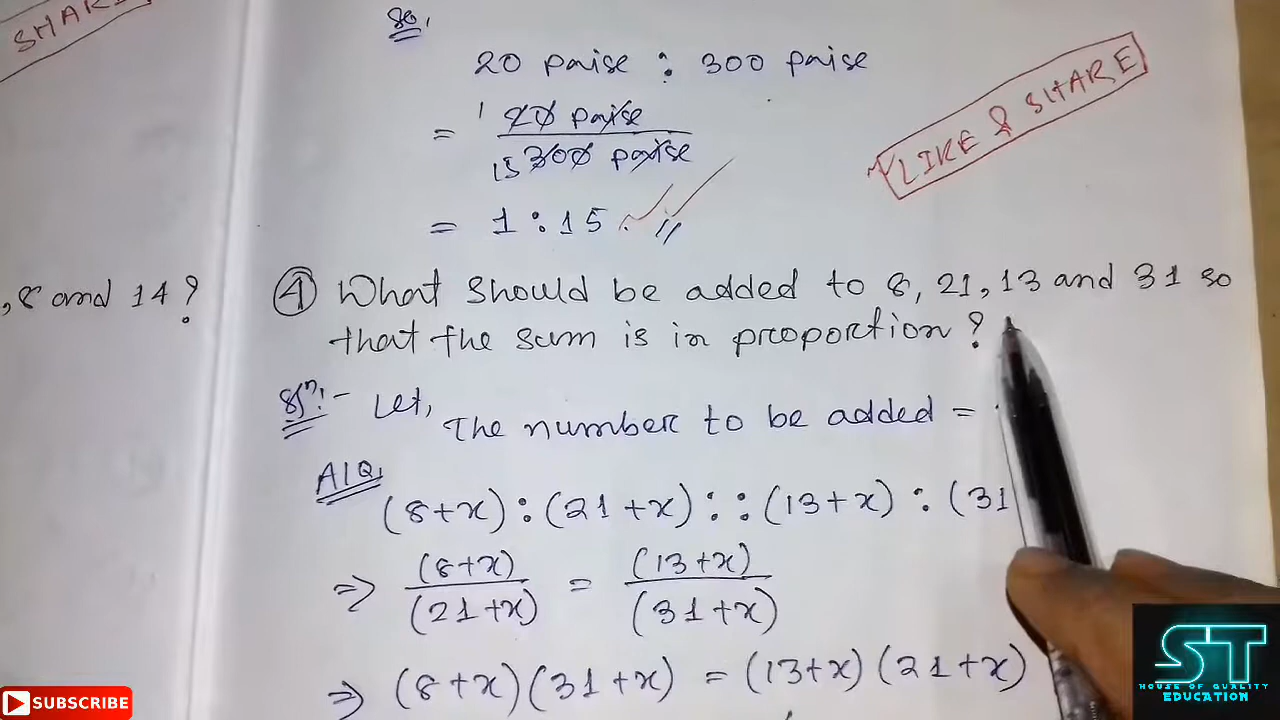 SHARE
So,
20 paise : 300 paise
= 1 20 paise
15 300 paise
= 1:15.
LIKE & SHARE
, 8 and 14?
④ What should be added to 8, 21, 13 and 31 so
that the sum is in proportion?
Solⁿ:- Let, The number to be added =
A/Q,
(8+x) : (21+x) :: (13+x) : (31
⇒ (8+x) = (13+x)
(21+x) (31+x)
⇒ (8+x)(31+x) = (13+x)(21+x)
SUBSCRIBE
ST
HOUSE OF QUALITY
EDUCATION